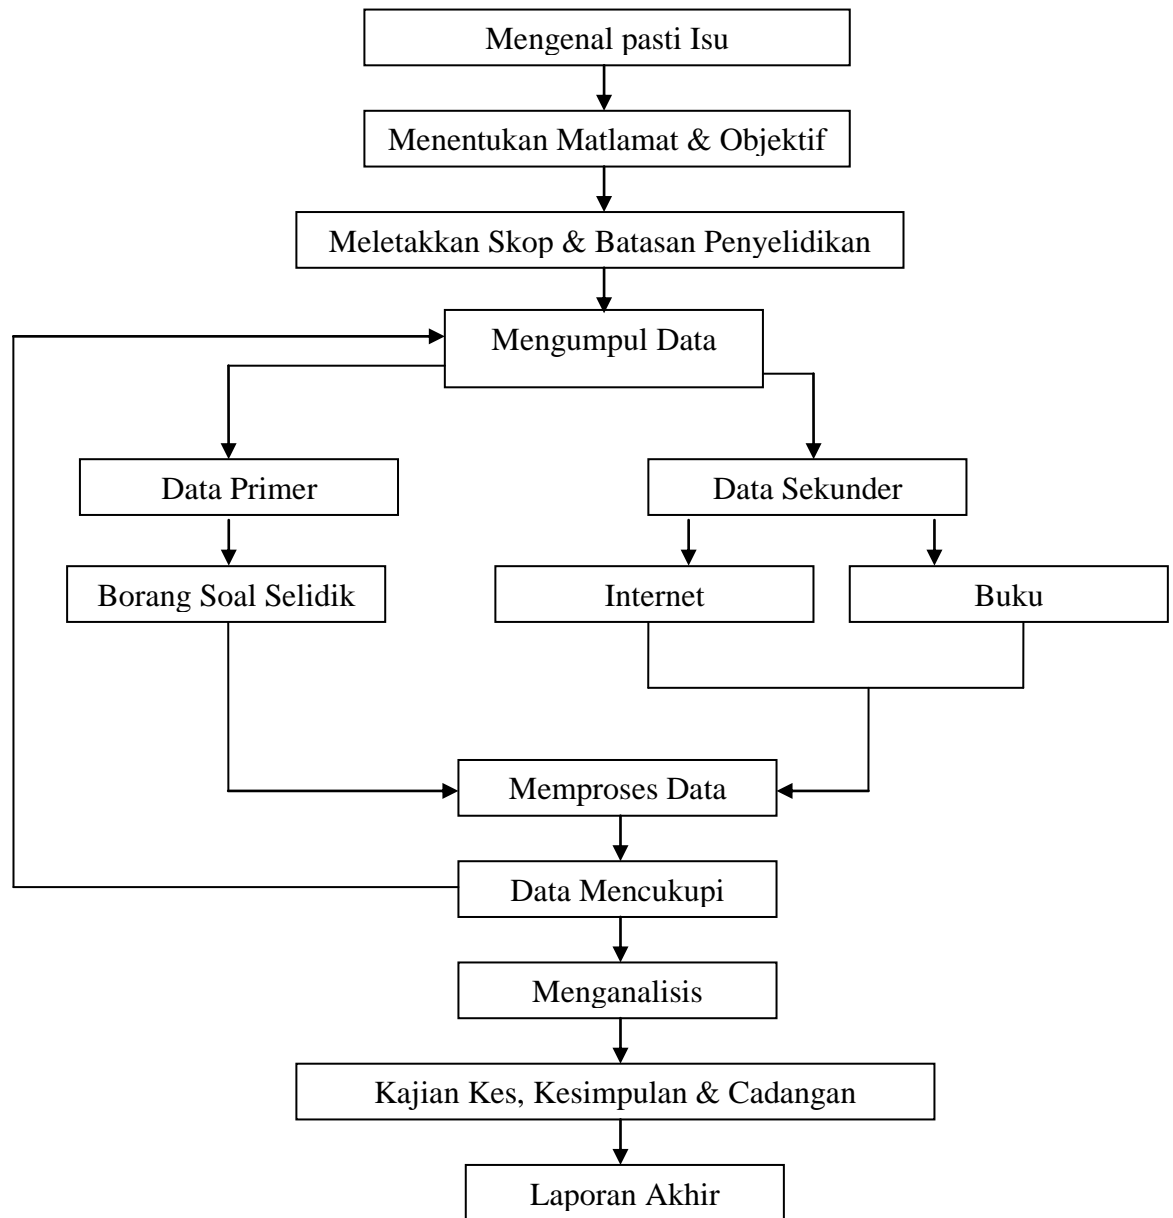 Mengenal pasti Isu
Menentukan Matlamat & Objektif
Meletakkan Skop & Batasan Penyelidikan
Mengumpul Data
Data Primer
Data Sekunder
Borang Soal Selidik
Internet
Buku
Memproses Data
Data Mencukupi
Menganalisis
Kajian Kes, Kesimpulan & Cadangan
Laporan Akhir